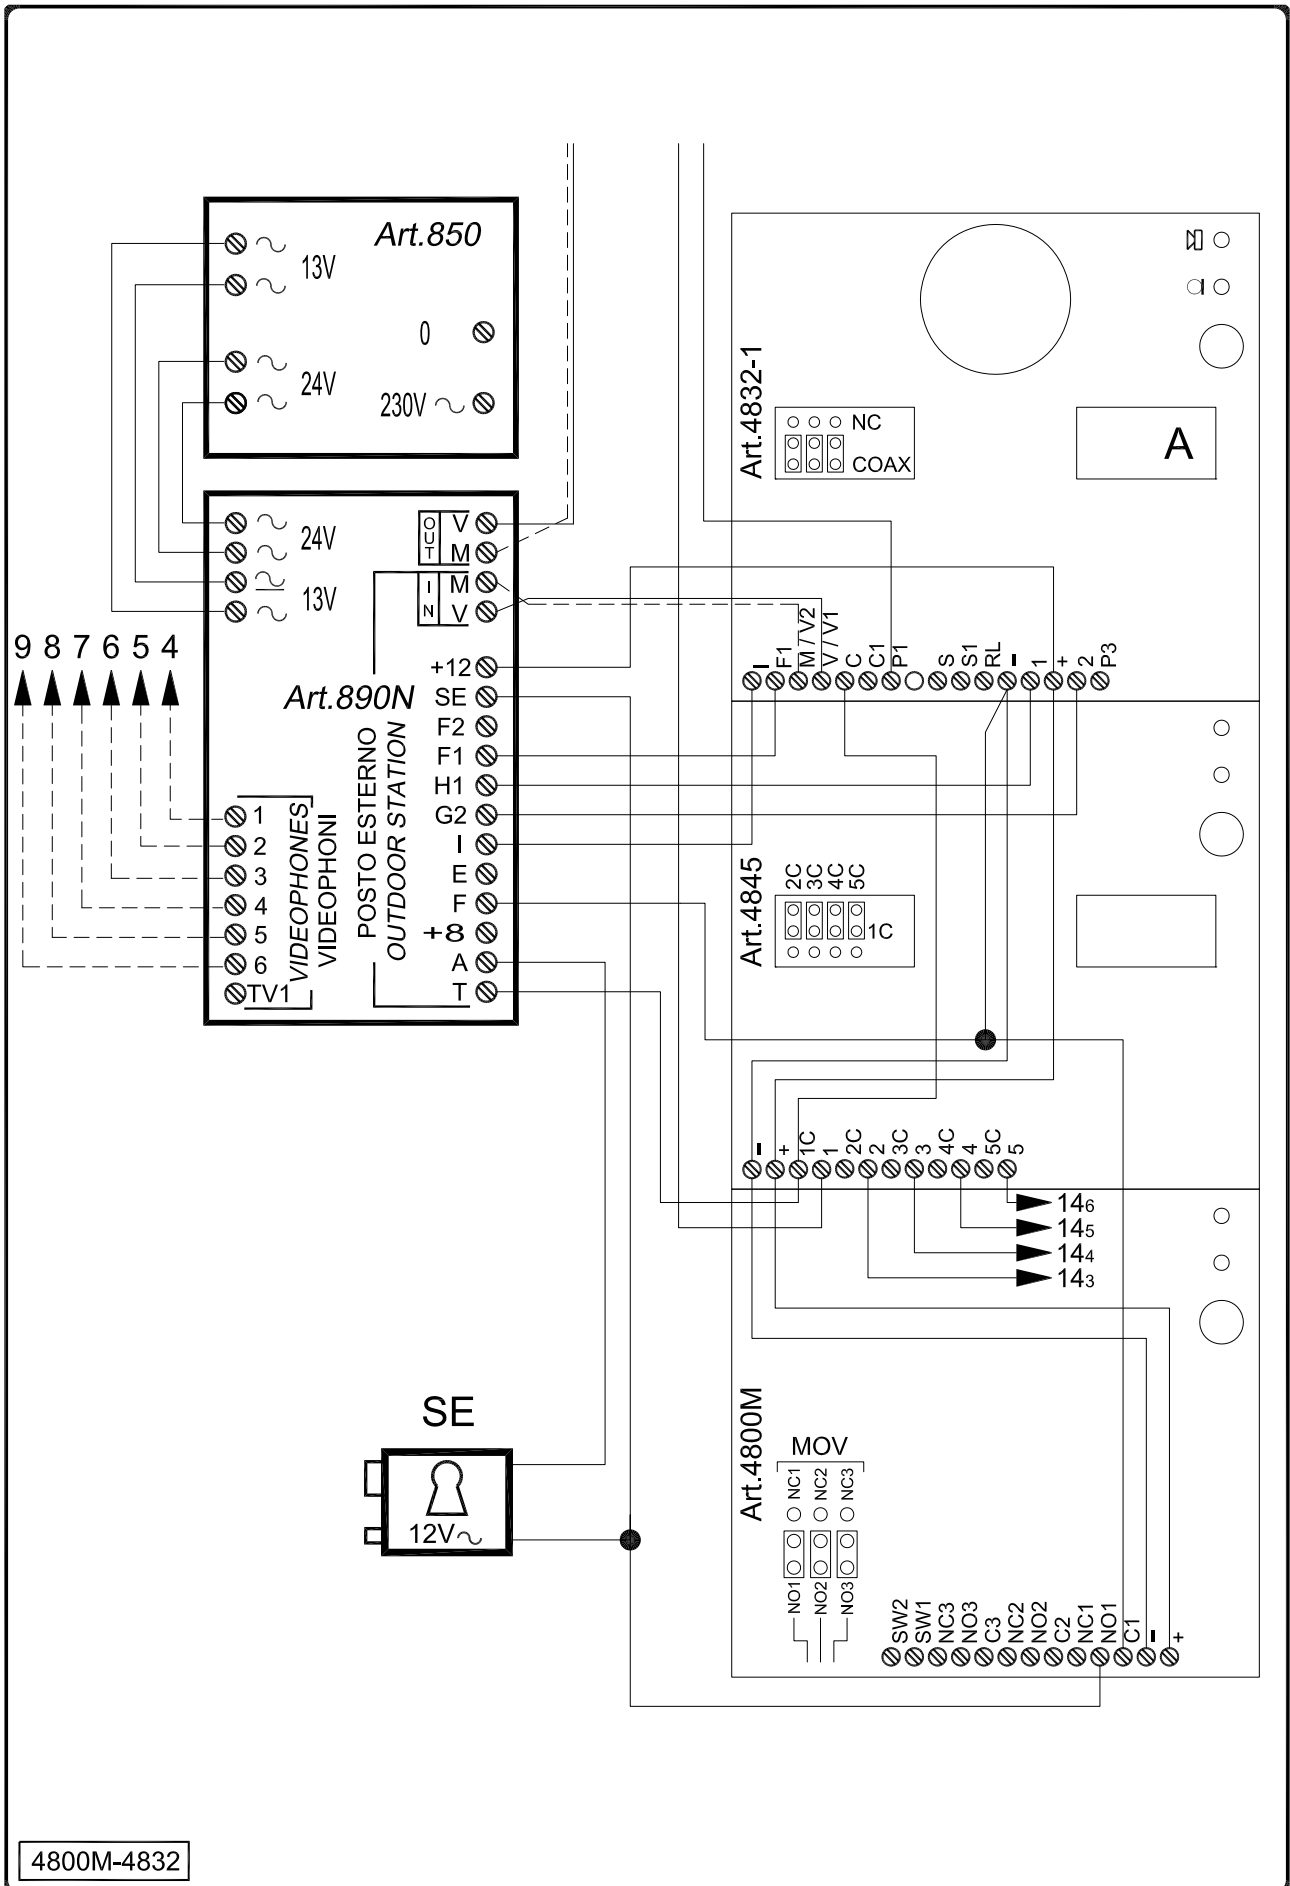 Art.850
13V
0
24V
230V
Art.4832-1
NC
COAX
A
24V
13V
OUT
V
M
IN
M
V
Art.890N
POSTO ESTERNO
OUTDOOR STATION
+12
SE
F2
F1
H1
G2
I
E
F
+8
A
T
9 8 7 6 5 4
1
2
3
4
5
6
TV1
VIDEOPHONES
VIDEOPHONI
I
F1
M / V2
V / V1
C
C1
P1
S
S1
RL
–
1
+
2
P3
Art.4845
2C
3C
4C
5C
1C
–
+
1C
1
2C
2
3C
3
4C
4
5C
5
146
145
144
143
SE
12V
Art.4800M
MOV
NC1
NC2
NC3
NO1
NO2
NO3
SW2
SW1
NC3
NO3
C3
NC2
NO2
C2
NC1
NO1
C1
–
+
4800M-4832